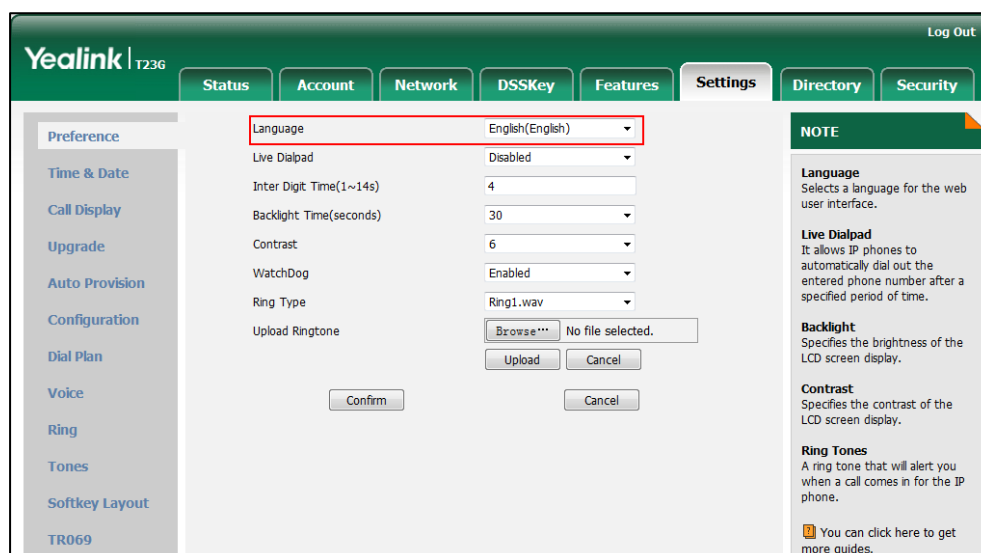 Log Out
Yealink T23G
Status Account Network DSSKey Features Settings Directory Security
Preference
Time & Date
Call Display
Upgrade
Auto Provision
Configuration
Dial Plan
Voice
Ring
Tones
Softkey Layout
TR069
Language English(English)
Live Dialpad Disabled
Inter Digit Time(1~14s) 4
Backlight Time(seconds) 30
Contrast 6
WatchDog Enabled
Ring Type Ring1.wav
Upload Ringtone Browse··· No file selected.
Upload Cancel
Confirm Cancel
NOTE
Language
Selects a language for the web
user interface.
Live Dialpad
It allows IP phones to
automatically dial out the
entered phone number after a
specified period of time.
Backlight
Specifies the brightness of the
LCD screen display.
Contrast
Specifies the contrast of the
LCD screen display.
Ring Tones
A ring tone that will alert you
when a call comes in for the IP
phone.
You can click here to get
more guides.